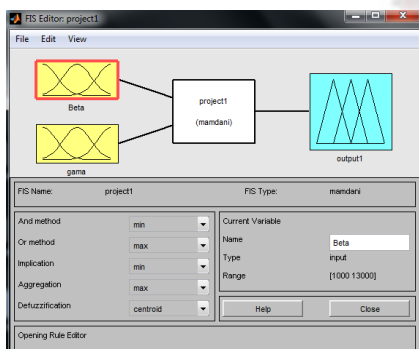 FIS Editor: project1
File Edit View
Beta
gama
project1
(mamdani)
output1
FIS Name: project1 FIS Type: mamdani
And method min
Or method max
Implication min
Aggregation max
Defuzzification centroid
Current Variable
Name Beta
Type input
Range [1000 13000]
Help Close
Opening Rule Editor